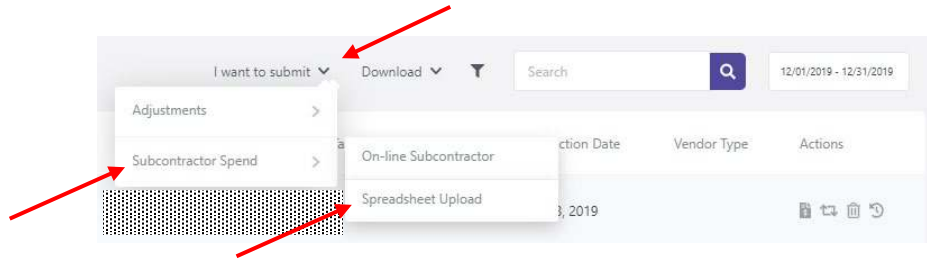 I want to submit Download Search 12/01/2019 - 12/31/2019
Adjustments
Subcontractor Spend On-line Subcontractor ction Date Vendor Type Actions
Spreadsheet Upload 3, 2019